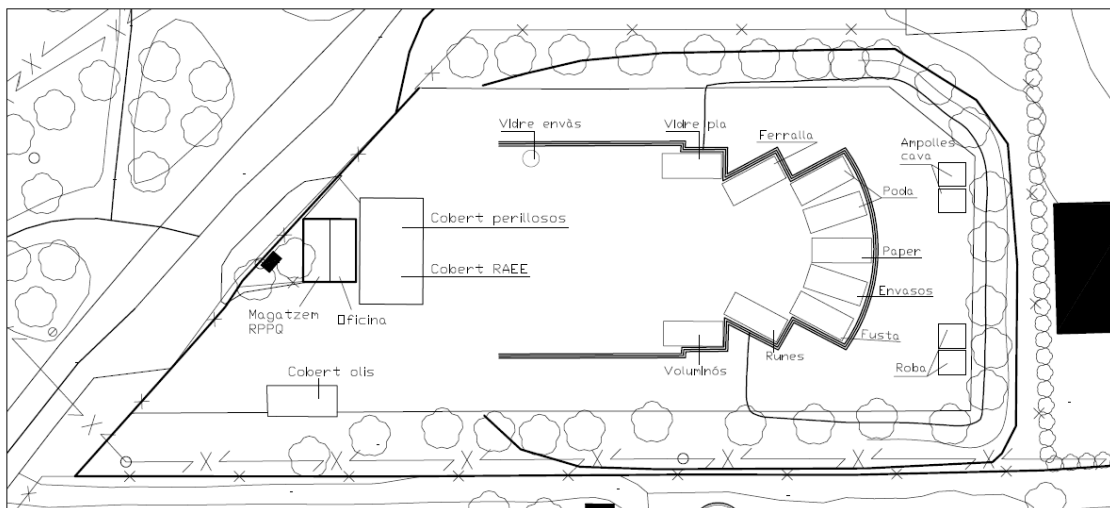 Vidre envàs
Vidre pla
Ferralla
Ampolles
cava
Poda
Cobert perillosos
Paper
Cobert RAEE
Envasos
Magatzem
RPPQ
Oficina
Fusta
Runes
Voluminós
Roba
Cobert olis